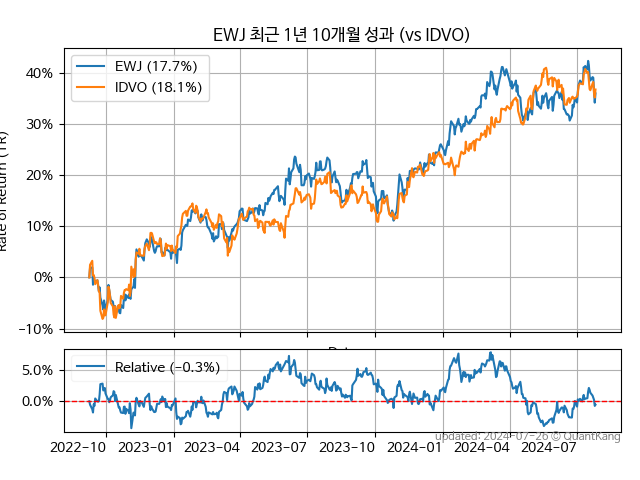 EWJ 최근 1년 10개월 성과 (vs IDVO)
EWJ (17.7%)
IDVO (18.1%)
40%
30%
20%
10%
0%
−10%
Rate of Return (TR)
Relative (−0.3%)
5.0%
0.0%
2022-10 2023-01 2023-04 2023-07 2023-10 2024-01 2024-04 2024-07
updated: 2024-07-26 © QuantKang